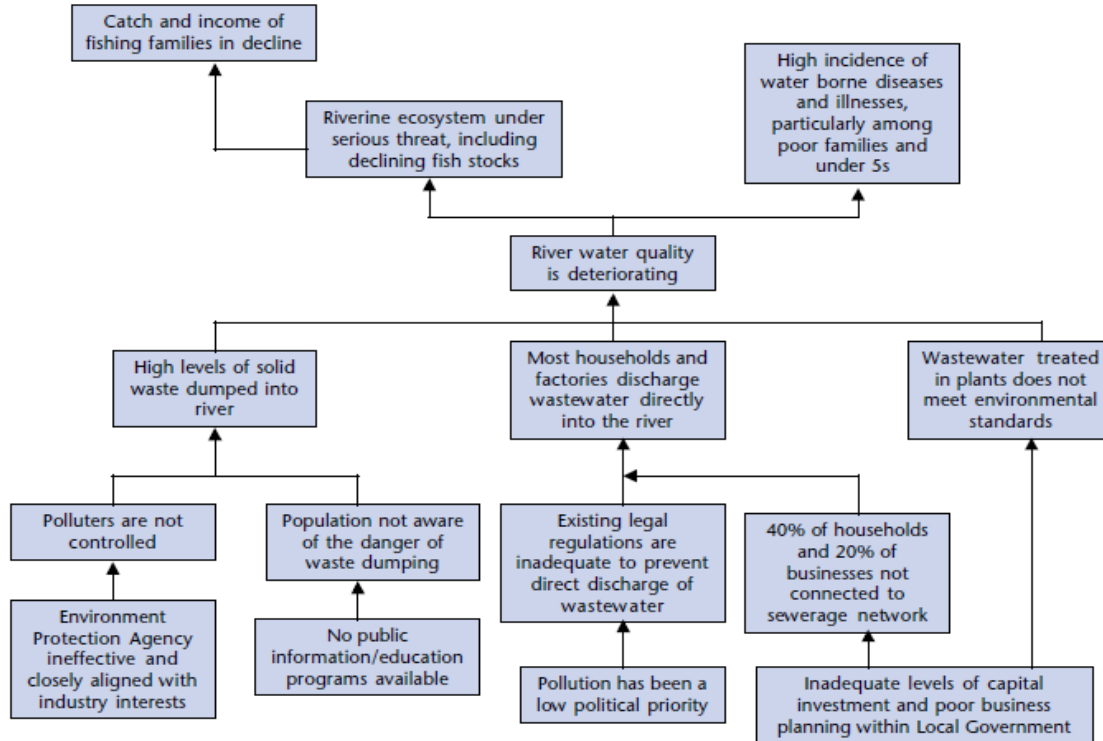 Catch and income of
fishing families in decline
High incidence of
water borne diseases
and illnesses,
particularly among
poor families and
under 5s
Riverine ecosystem under
serious threat, including
declining fish stocks
River water quality
is deteriorating
High levels of solid
waste dumped into
river
Most households and
factories discharge
wastewater directly
into the river
Wastewater treated
in plants does not
meet environmental
standards
Polluters are not
controlled
Population not aware
of the danger of
waste dumping
Existing legal
regulations are
inadequate to prevent
direct discharge of
wastewater
40% of households
and 20% of
businesses not
connected to
sewerage network
Environment
Protection Agency
ineffective and
closely aligned with
industry interests
No public
information/education
programs available
Pollution has been a
low political priority
Inadequate levels of capital
investment and poor business
planning within Local Government